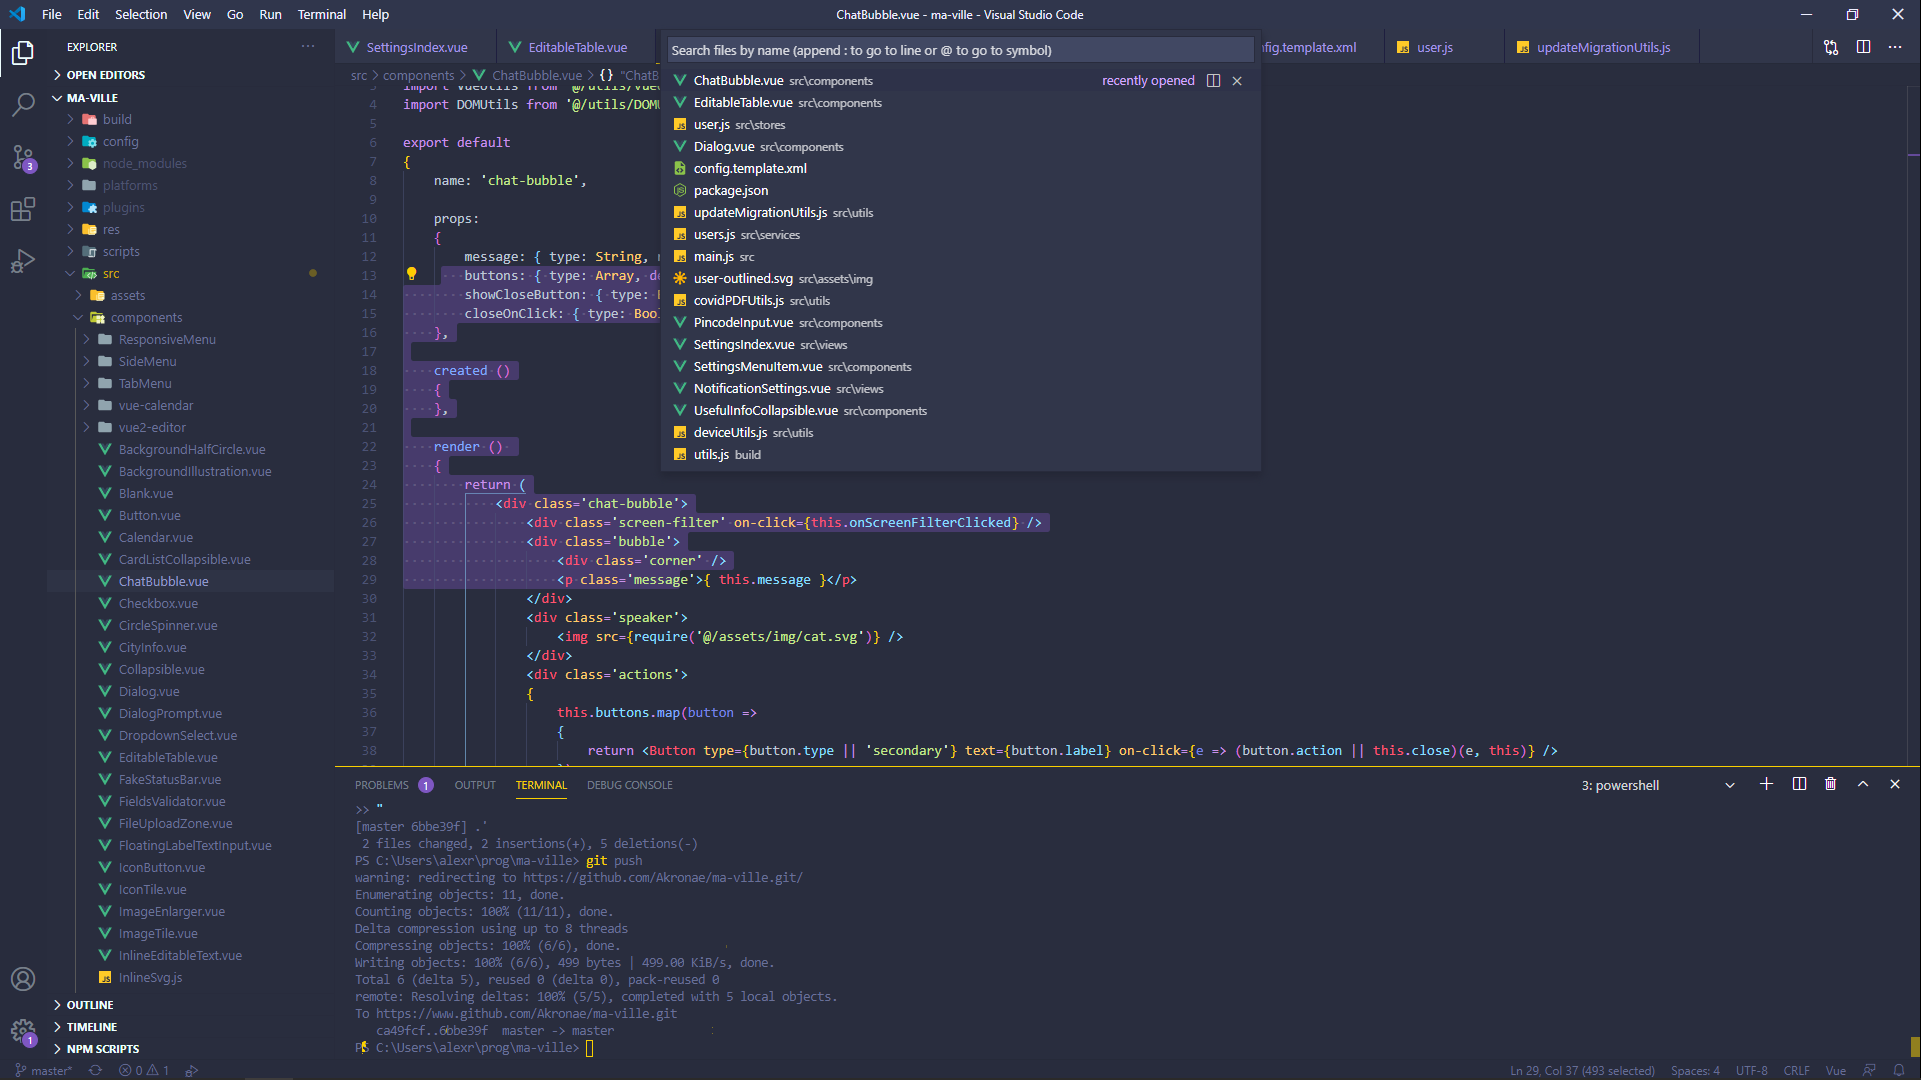 File Edit Selection View Go Run Terminal Help
ChatBubble.vue - ma-ville - Visual Studio Code
EXPLORER
OPEN EDITORS
MA-VILLE
build
config
node_modules
platforms
plugins
res
scripts
src
assets
components
ResponsiveMenu
SideMenu
TabMenu
vue-calendar
vue2-editor
BackgroundHalfCircle.vue
BackgroundIllustration.vue
Blank.vue
Button.vue
Calendar.vue
CardListCollapsible.vue
ChatBubble.vue
Checkbox.vue
CircleSpinner.vue
CityInfo.vue
Collapsible.vue
Dialog.vue
DialogPrompt.vue
DropdownSelect.vue
EditableTable.vue
FakeStatusBar.vue
FieldsValidator.vue
FileUploadZone.vue
FloatingLabelTextInput.vue
IconButton.vue
IconTile.vue
ImageEnlarger.vue
ImageTile.vue
InlineEditableText.vue
InlineSvg.js
OUTLINE
TIMELINE
NPM SCRIPTS
3
1
SettingsIndex.vue
EditableTable.vue
fig.template.xml
user.js
updateMigrationUtils.js
src > components > ChatBubble.vue > {} "ChatB
4 import DOMUtils from '@/utils/DOMU
5
6 export default
7 {
8 name: 'chat-bubble',
9
10 props:
11 {
12 message: { type: String,
13 buttons: { type: Array, de
14 showCloseButton: { type:
15 closeOnClick: { type: Bool
16 },
17
18 created ()
19 {
20 },
21
22 render ()
23 {
24 return (
25 <div class='chat-bubble'>
26 <div class='screen-filter' on-click={this.onScreenFilterClicked} />
27 <div class='bubble'>
28 <div class='corner' />
29 <p class='message'>{ this.message }</p>
30 </div>
31 <div class='speaker'>
32 <img src={require('@/assets/img/cat.svg')} />
33 </div>
34 <div class='actions'>
35 {
36 this.buttons.map(button =>
37 {
38 return <Button type={button.type || 'secondary'} text={button.label} on-click={e => (button.action || this.close)(e, this)} />
Search files by name (append : to go to line or @ to go to symbol)
ChatBubble.vue src\components recently opened
EditableTable.vue src\components
user.js src\stores
Dialog.vue src\components
config.template.xml
package.json
updateMigrationUtils.js src\utils
users.js src\services
main.js src
user-outlined.svg src\assets\img
covidPDFUtils.js src\utils
PincodeInput.vue src\components
SettingsIndex.vue src\views
SettingsMenuItem.vue src\components
NotificationSettings.vue src\views
UsefulInfoCollapsible.vue src\components
deviceUtils.js src\utils
utils.js build
PROBLEMS 1 OUTPUT TERMINAL DEBUG CONSOLE
3: powershell
>> "
[master 6bbe39f] .'
2 files changed, 2 insertions(+), 5 deletions(-)
PS C:\Users\alexr\prog\ma-ville> git push
warning: redirecting to https://github.com/Akronae/ma-ville.git/
Enumerating objects: 11, done.
Counting objects: 100% (11/11), done.
Delta compression using up to 8 threads
Compressing objects: 100% (6/6), done.
Writing objects: 100% (6/6), 499 bytes | 499.00 KiB/s, done.
Total 6 (delta 5), reused 0 (delta 0), pack-reused 0
remote: Resolving deltas: 100% (5/5), completed with 5 local objects.
To https://www.github.com/Akronae/ma-ville.git
ca49fcf..6bbe39f master -> master
PS C:\Users\alexr\prog\ma-ville>
master* 0 1
Ln 29, Col 37 (493 selected) Spaces: 4 UTF-8 CRLF Vue